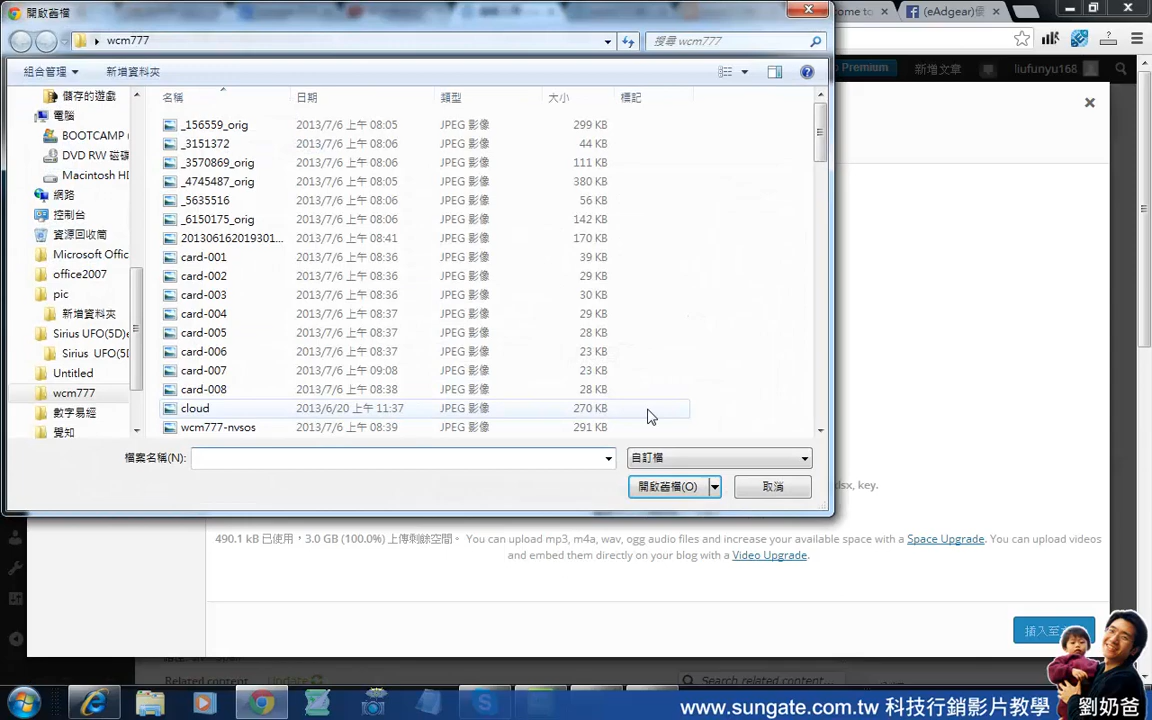 開啟舊檔
ome to
(eAdgear)優
wcm777
搜尋 wcm777
組合管理
新增資料夾
Premium
新增文章
liufunyu168
名稱 日期 類型 大小 標記
儲存的遊戲
電腦
BOOTCAMP (
DVD RW 磁碟
Macintosh HD
網路
控制台
資源回收筒
Microsoft Offic
office2007
pic
新增資料夾
Sirius UFO(5D)e
Sirius UFO(5D
Untitled
wcm777
數字易經
覺知
_156559_orig 2013/7/6 上午 08:05 JPEG 影像 299 KB
_3151372 2013/7/6 上午 08:06 JPEG 影像 44 KB
_3570869_orig 2013/7/6 上午 08:06 JPEG 影像 111 KB
_4745487_orig 2013/7/6 上午 08:05 JPEG 影像 380 KB
_5635516 2013/7/6 上午 08:06 JPEG 影像 56 KB
_6150175_orig 2013/7/6 上午 08:06 JPEG 影像 142 KB
201306162019301... 2013/7/6 上午 08:41 JPEG 影像 170 KB
card-001 2013/7/6 上午 08:36 JPEG 影像 39 KB
card-002 2013/7/6 上午 08:36 JPEG 影像 29 KB
card-003 2013/7/6 上午 08:36 JPEG 影像 30 KB
card-004 2013/7/6 上午 08:37 JPEG 影像 23 KB
card-005 2013/7/6 上午 08:37 JPEG 影像 28 KB
card-006 2013/7/6 上午 08:37 JPEG 影像 23 KB
card-007 2013/7/6 上午 09:08 JPEG 影像 23 KB
card-008 2013/7/6 上午 08:38 JPEG 影像 28 KB
cloud 2013/6/20 上午 11:37 JPEG 影像 270 KB
wcm777-nvsos 2013/7/6 上午 08:39 JPEG 影像 291 KB
檔案名稱(N):
自訂檔
開啟舊檔(O)
取消
dsx, key.
490.1 kB 已使用，3.0 GB (100.0%) 上傳剩餘空間。 You can upload mp3, m4a, wav, ogg audio files and increase your available space with a Space Upgrade. You can upload videos
and embed them directly on your blog with a Video Upgrade.
插入至
Related content
Update
Search related content...
www.sungate.com.tw 科技行銷影片教學
劉奶爸